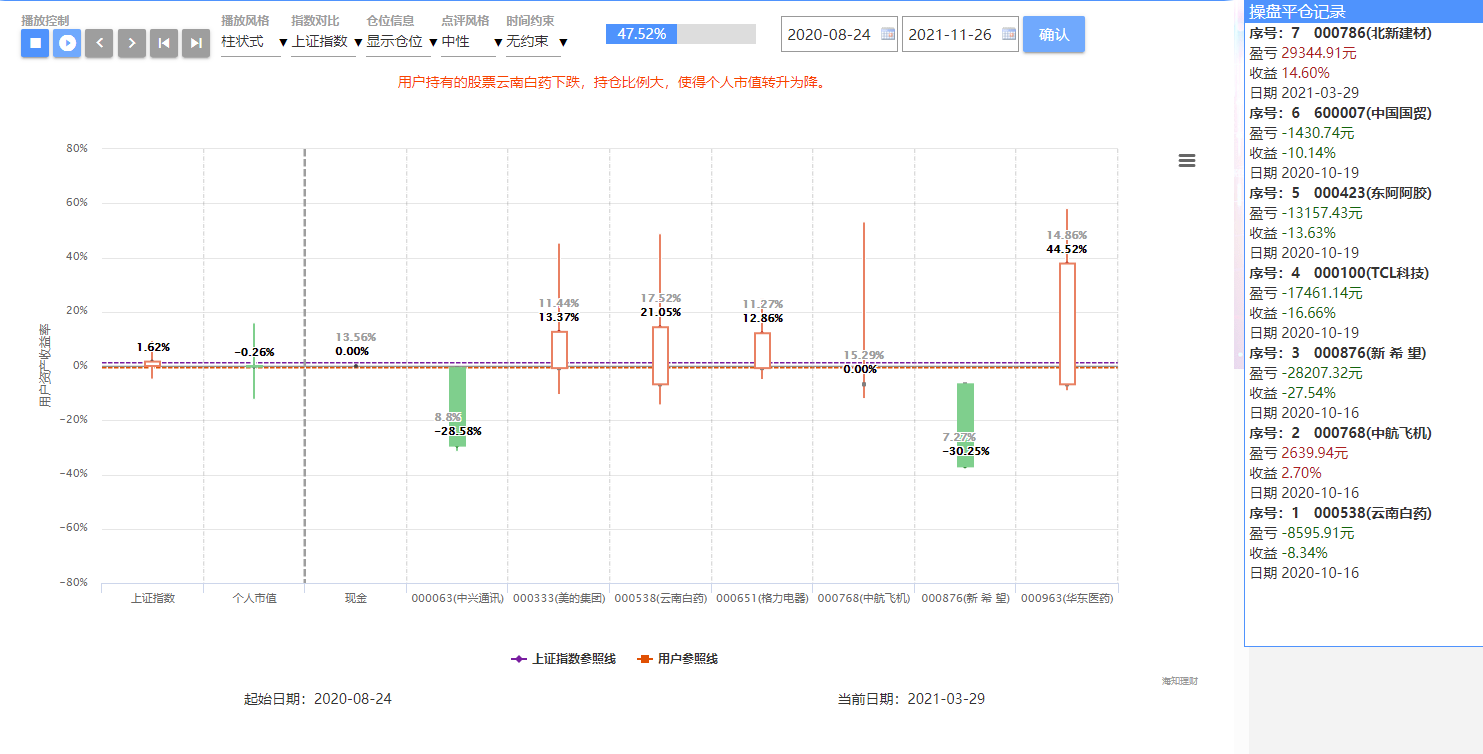 播放控制
播放风格 指数对比 仓位信息 点评风格 时间约束
柱状式 ▼ 上证指数 ▼ 显示仓位 ▼ 中性 ▼ 无约束 ▼
47.52%
2020-08-24
2021-11-26
确认
用户持有的股票云南白药下跌，持仓比例大，使得个人市值转升为降。
用户资产收益率
80%
60%
40%
20%
0%
-20%
-40%
-60%
-80%
1.62%
-0.26%
13.56%
0.00%
8.8%
-28.58%
11.44%
13.37%
17.52%
21.05%
11.27%
12.86%
15.29%
0.00%
7.27%
-30.25%
14.86%
44.52%
上证指数
个人市值
现金
000063(中兴通讯)
000333(美的集团)
000538(云南白药)
000651(格力电器)
000768(中航飞机)
000876(新 希 望)
000963(华东医药)
上证指数参照线
用户参照线
海知理财
起始日期：2020-08-24
当前日期：2021-03-29
操盘平仓记录
序号：7 000786(北新建材)
盈亏 29344.91元
收益 14.60%
日期 2021-03-29
序号：6 600007(中国国贸)
盈亏 -1430.74元
收益 -10.14%
日期 2020-10-19
序号：5 000423(东阿阿胶)
盈亏 -13157.43元
收益 -13.63%
日期 2020-10-19
序号：4 000100(TCL科技)
盈亏 -17461.14元
收益 -16.66%
日期 2020-10-19
序号：3 000876(新 希 望)
盈亏 -28207.32元
收益 -27.54%
日期 2020-10-16
序号：2 000768(中航飞机)
盈亏 2639.94元
收益 2.70%
日期 2020-10-16
序号：1 000538(云南白药)
盈亏 -8595.91元
收益 -8.34%
日期 2020-10-16